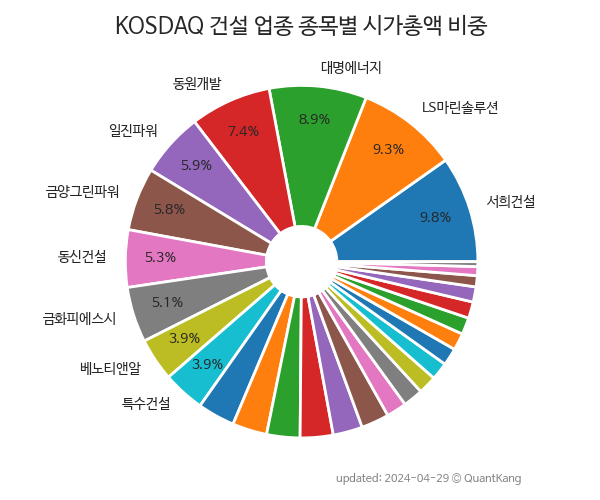 KOSDAQ 건설 업종 종목별 시가총액 비중
대명에너지
동원개발
LS마린솔루션
8.9%
7.4%
일진파워
9.3%
5.9%
금양그린파워
서희건설
5.8%
9.8%
동신건설
5.3%
5.1%
금화피에스시
3.9%
베노티앤알
3.9%
특수건설
updated: 2024-04-29 © QuantKang